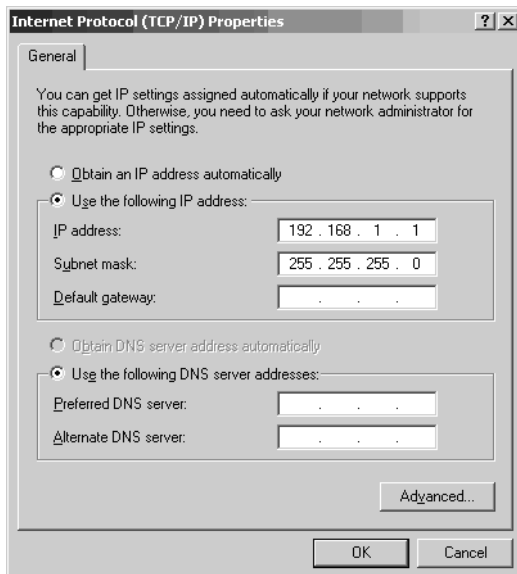 Internet Protocol (TCP/IP) Properties
? X
General
You can get IP settings assigned automatically if your network supports
this capability. Otherwise, you need to ask your network administrator for
the appropriate IP settings.
Obtain an IP address automatically
Use the following IP address:
IP address: 192 . 168 . 1 . 1
Subnet mask: 255 . 255 . 255 . 0
Default gateway: . . .
Obtain DNS server address automatically
Use the following DNS server addresses:
Preferred DNS server: . . .
Alternate DNS server: . . .
Advanced...
OK Cancel